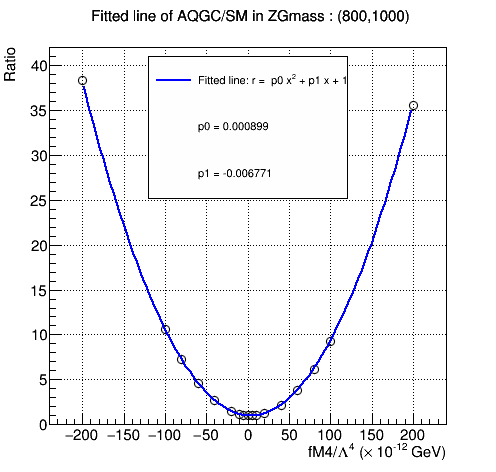 Fitted line of AQGC/SM in ZGmass : (800,1000)
Ratio
Fitted line: r = p0 x² + p1 x + 1
p0 = 0.000899
p1 = -0.006771
40
35
30
25
20
15
10
5
0
−200 −150 −100 −50 0 50 100 150 200
fM4/Λ⁴ (× 10⁻¹² GeV)